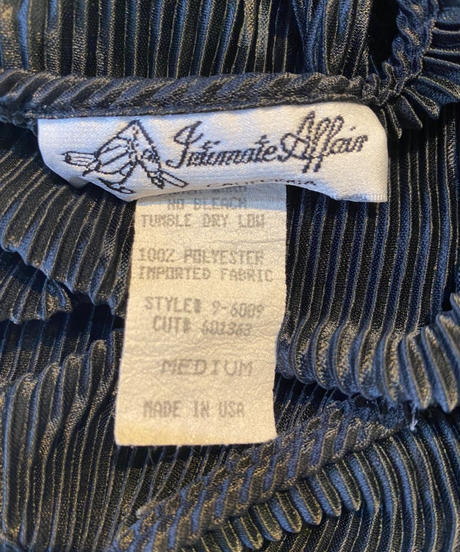 Intimate Affair
NO BLEACH
TUMBLE DRY LOW
100% POLYESTER
IMPORTED FABRIC
STYLE# 9-6009
CUT# 601363
MEDIUM
MADE IN USA